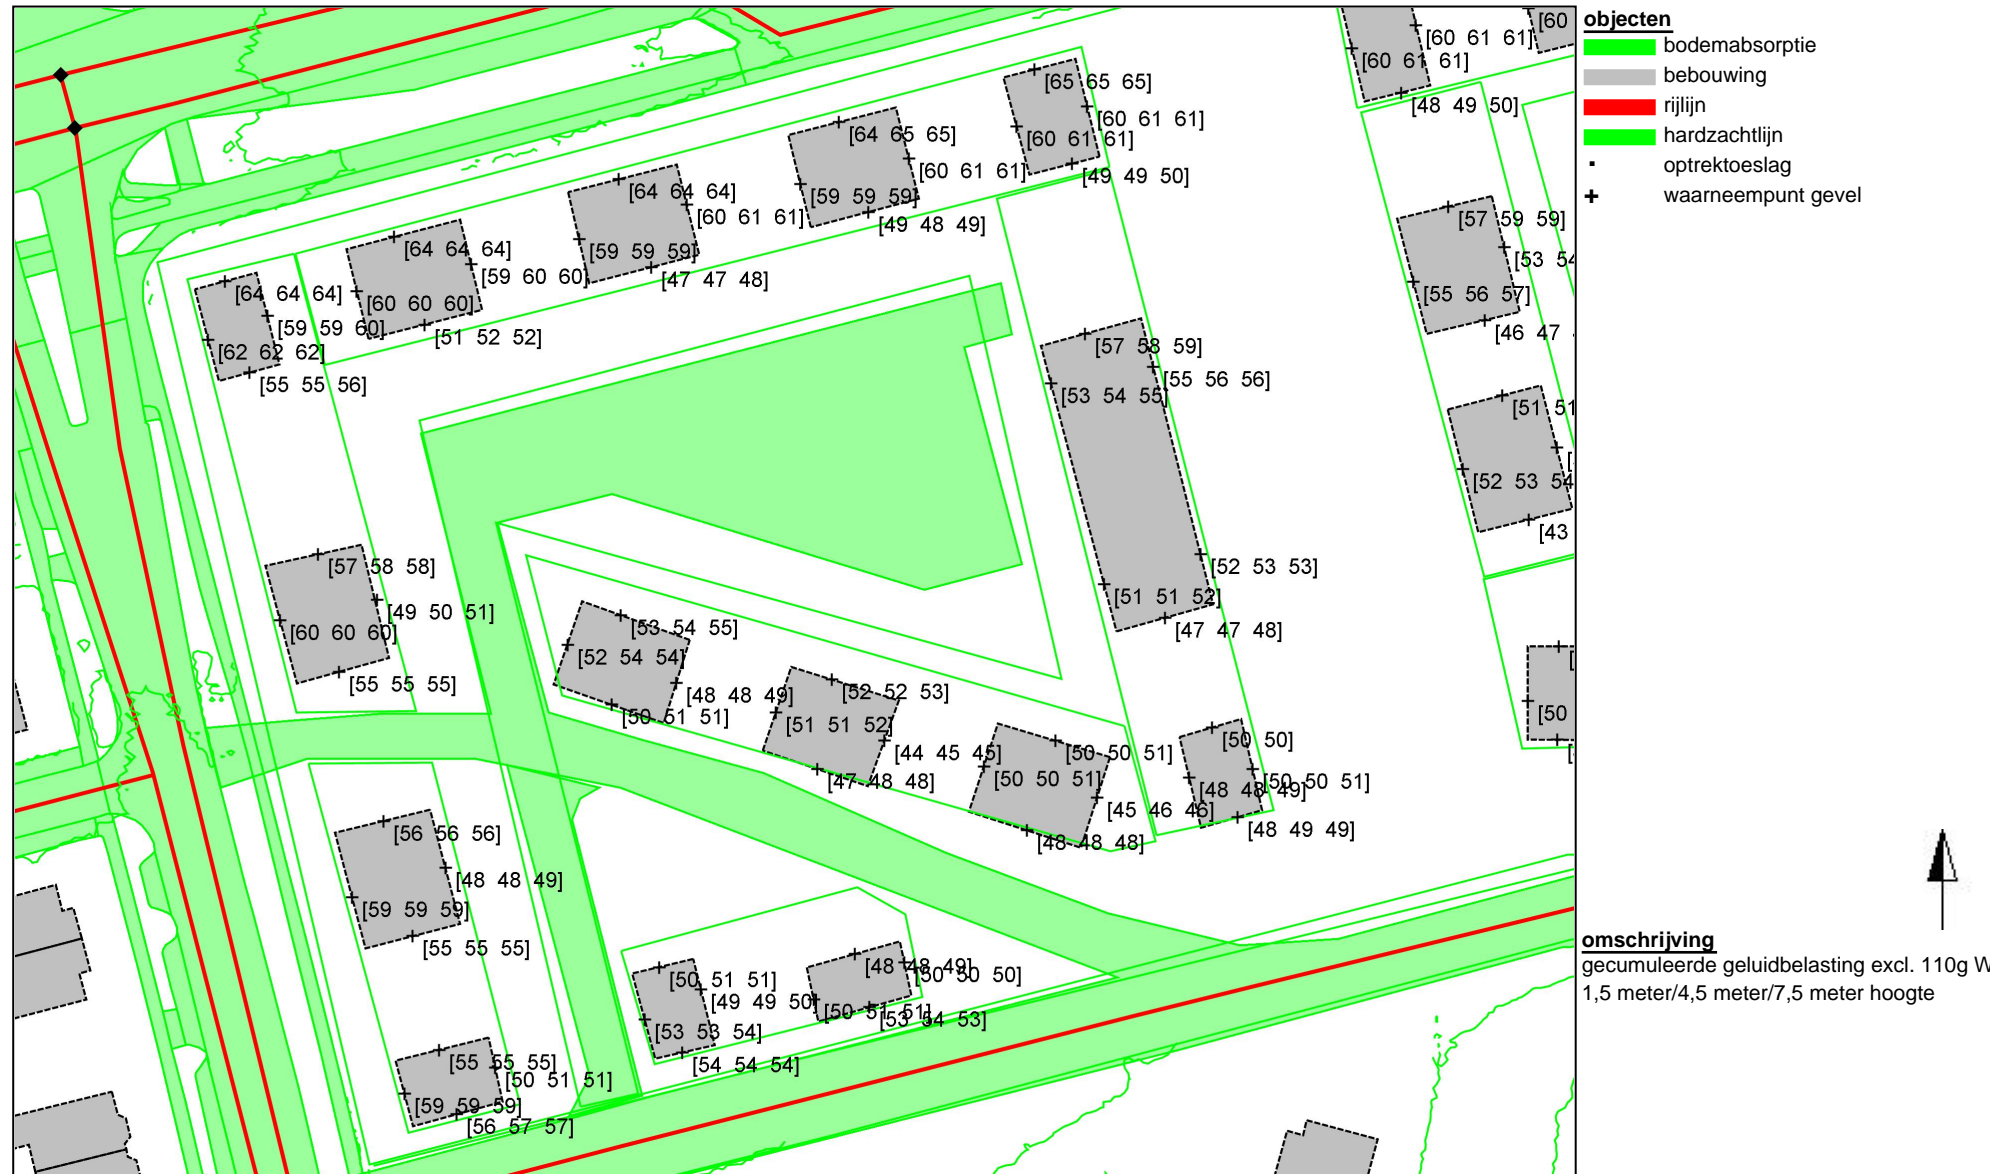 objecten
bodemabsorptie
bebouwing
rijlijn
hardzachtlijn
optrektoeslag
waarneempunt gevel
[60
[60 61 61]
[60 61 61]
[48 49 50]
[65 65 65]
[60 61 61]
[60 61 61]
[49 49 50]
[64 65 65]
[60 61 61]
[59 59 59]
[49 48 49]
[64 64 64]
[60 61 61]
[59 59 59]
[47 47 48]
[64 64 64]
[59 60 60]
[60 60 60]
[51 52 52]
[64 64 64]
[59 59 60]
[62 62 62]
[55 55 56]
[57 59 59]
[53 54
[55 56 57]
[46 47
[57 58 59]
[55 56 56]
[53 54 55]
[51 51
[52 53 54
[43
[52 53 53]
[51 51 52]
[47 47 48]
[57 58 58]
[49 50 51]
[60 60 60]
[55 55 55]
[53 54 55]
[52 54 54]
[48 48 49]
[50 51 51]
[52 52 53]
[51 51 52]
[44 45 45]
[47 48 48]
[50 50 51]
[50 50 51]
[45 46 46]
[48 48 48]
[50 50]
[50 50 51]
[48 48 49]
[48 49 49]
[50
[56 56 56]
[48 48 49]
[59 59 59]
[55 55 55]
[50 51 51]
[49 49 50]
[53 53 54]
[54 54 54]
[48 48 49]
[50 50 50]
[50 51 51]
[53 54 53]
[55 55 55]
[50 51 51]
[59 59 59]
[56 57 57]
omschrijving
gecumuleerde geluidbelasting excl. 110g W
1,5 meter/4,5 meter/7,5 meter hoogte